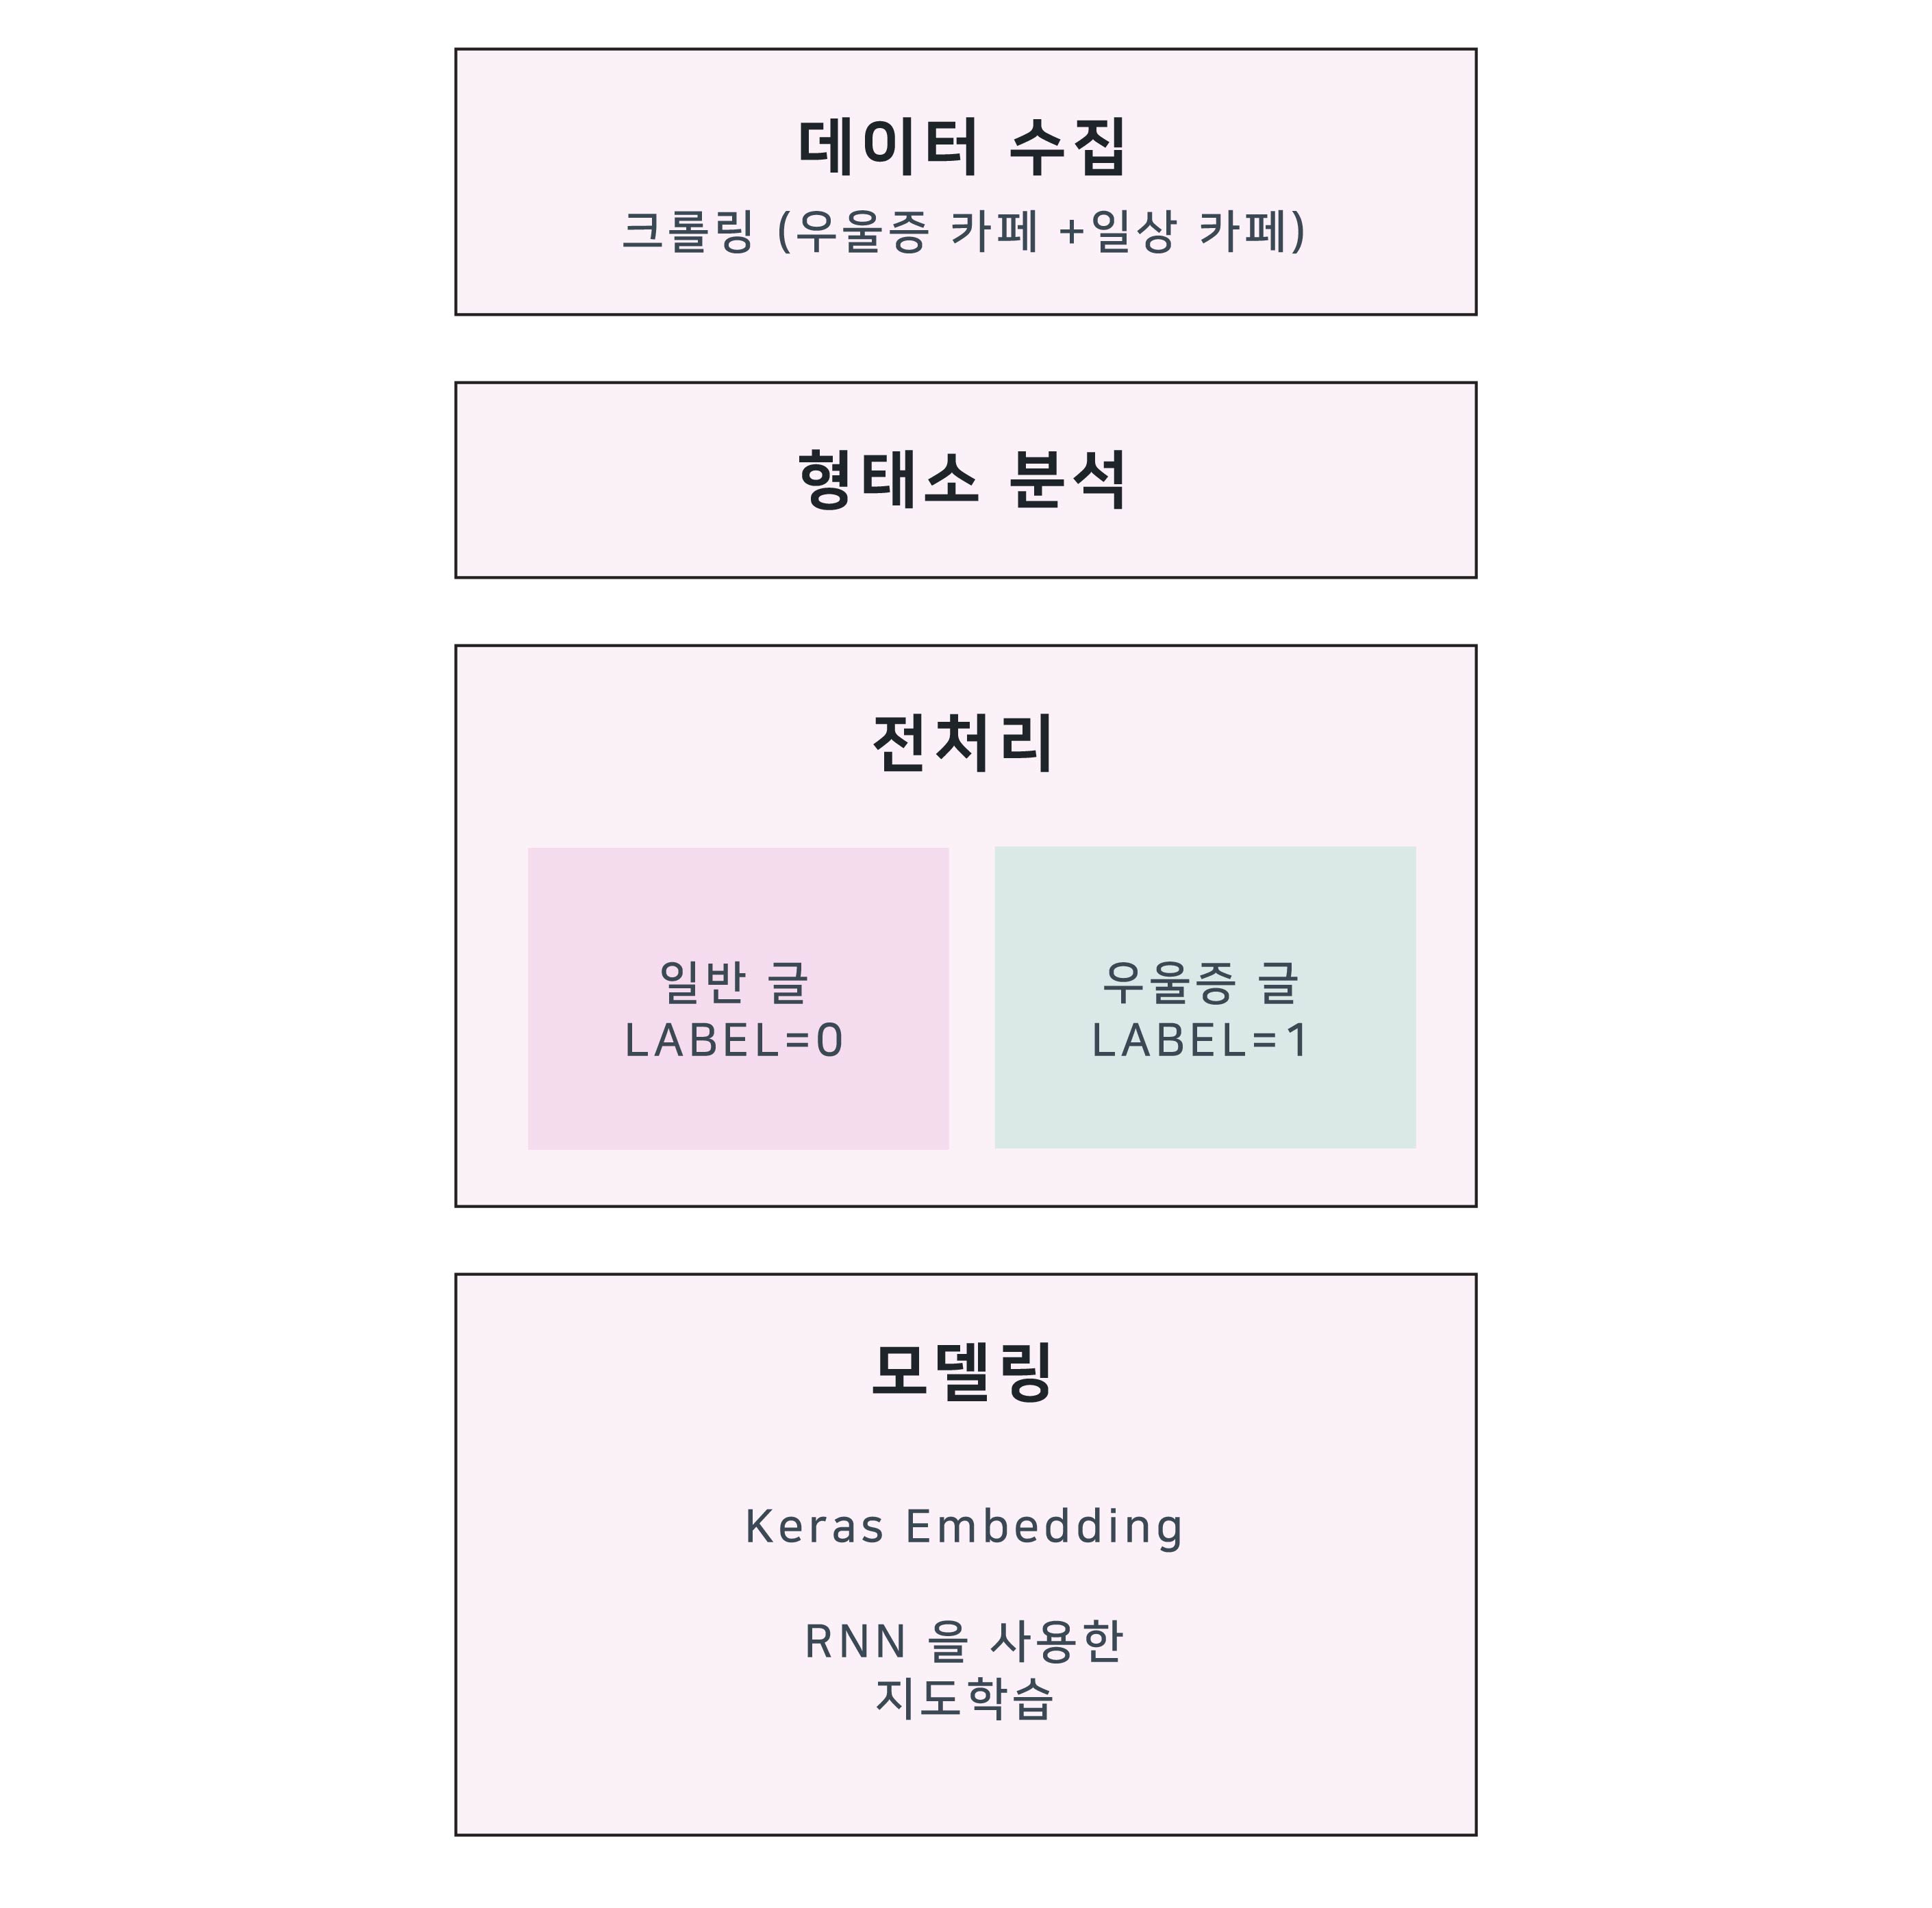 데이터 수집
크롤링 (우울증 카페 +일상 카페)
형태소 분석
전처리
일반 글
LABEL=0
우울증 글
LABEL=1
모델링
Keras Embedding
RNN 을 사용한
지도학습